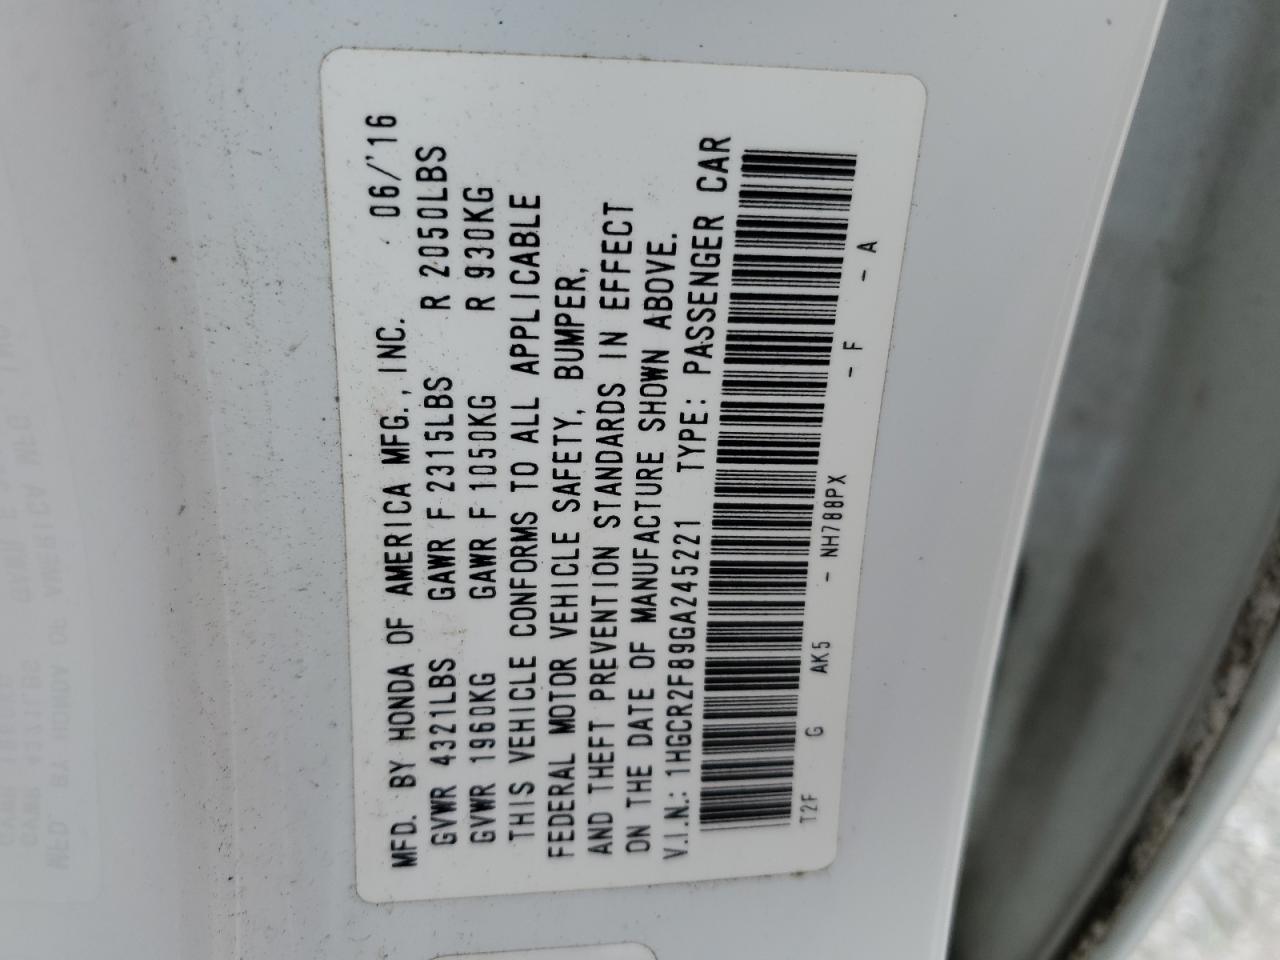 MFD. BY HONDA OF AMERICA MFG., INC. 06/'16
GVWR 4321LBS GAWR F 2315LBS R 2050LBS
GVWR 1960KG GAWR F 1050KG R 930KG
THIS VEHICLE CONFORMS TO ALL APPLICABLE
FEDERAL MOTOR VEHICLE SAFETY, BUMPER,
AND THEFT PREVENTION STANDARDS IN EFFECT
ON THE DATE OF MANUFACTURE SHOWN ABOVE.
V.I.N.: 1HGCR2F89GA245221 TYPE: PASSENGER CAR
T2F G AK5 - NH788PX - F - A